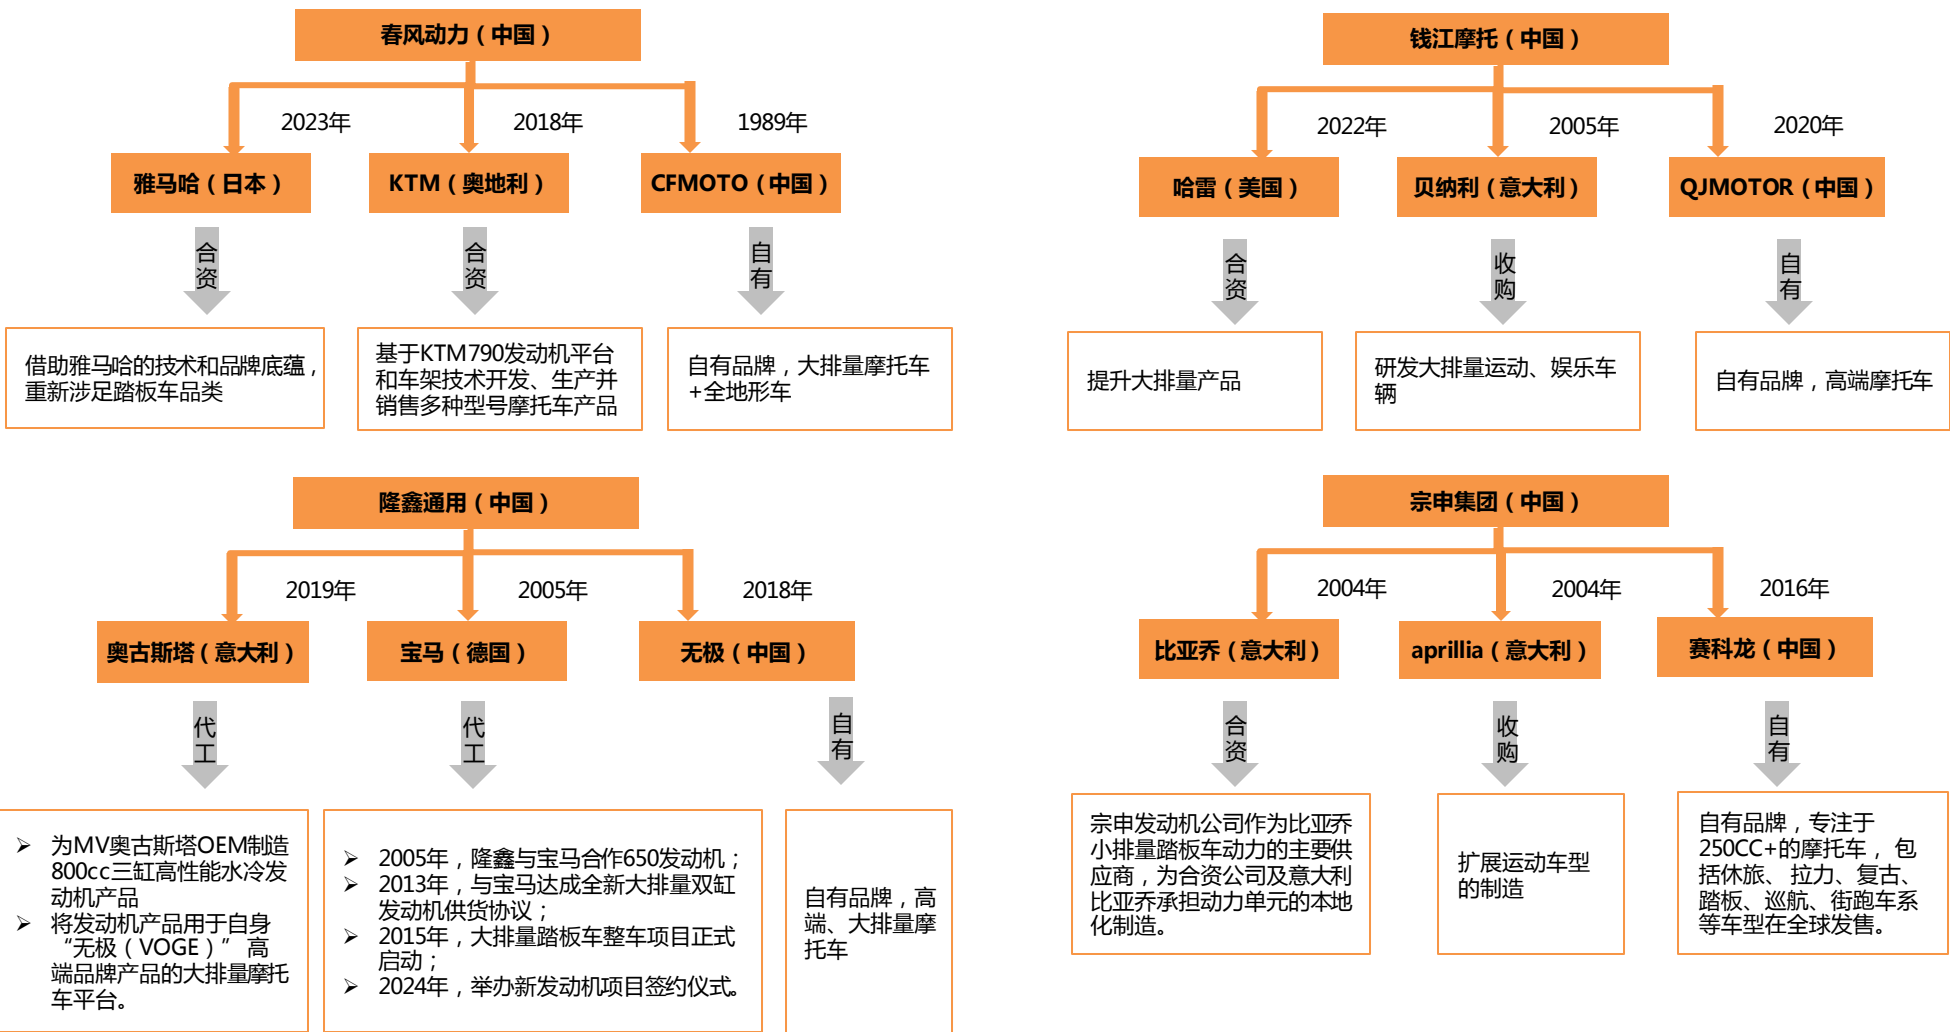 春风动力（中国）
2023年
2018年
1989年
雅马哈（日本）
KTM（奥地利）
CFMOTO（中国）
合资
合资
自有
借助雅马哈的技术和品牌底蕴，
重新涉足踏板车品类
基于KTM790发动机平台
和车架技术开发、生产并
销售多种型号摩托车产品
自有品牌，大排量摩托车
+全地形车
钱江摩托（中国）
2022年
2005年
2020年
哈雷（美国）
贝纳利（意大利）
QJMOTOR（中国）
合资
收购
自有
提升大排量产品
研发大排量运动、娱乐车
辆
自有品牌，高端摩托车
隆鑫通用（中国）
2019年
2005年
2018年
奥古斯塔（意大利）
宝马（德国）
无极（中国）
代工
代工
自有
➢ 为MV奥古斯塔OEM制造
800cc三缸高性能水冷发
动机产品
➢ 将发动机产品用于自身
“无极（VOGE）” 高
端品牌产品的大排量摩托
车平台。
➢ 2005年，隆鑫与宝马合作650发动机；
➢ 2013年，与宝马达成全新大排量双缸
发动机供货协议；
➢ 2015年，大排量踏板车整车项目正式
启动；
➢ 2024年，举办新发动机项目签约仪式。
自有品牌，高
端、大排量摩
托车
宗申集团（中国）
2004年
2004年
2016年
比亚乔（意大利）
aprillia（意大利）
赛科龙（中国）
合资
收购
自有
宗申发动机公司作为比亚乔
小排量踏板车动力的主要供
应商，为合资公司及意大利
比亚乔承担动力单元的本地
化制造。
扩展运动车型
的制造
自有品牌，专注于
250CC+的摩托车， 包
括休旅、 拉力、复古、
踏板、巡航、街跑车系
等车型在全球发售。